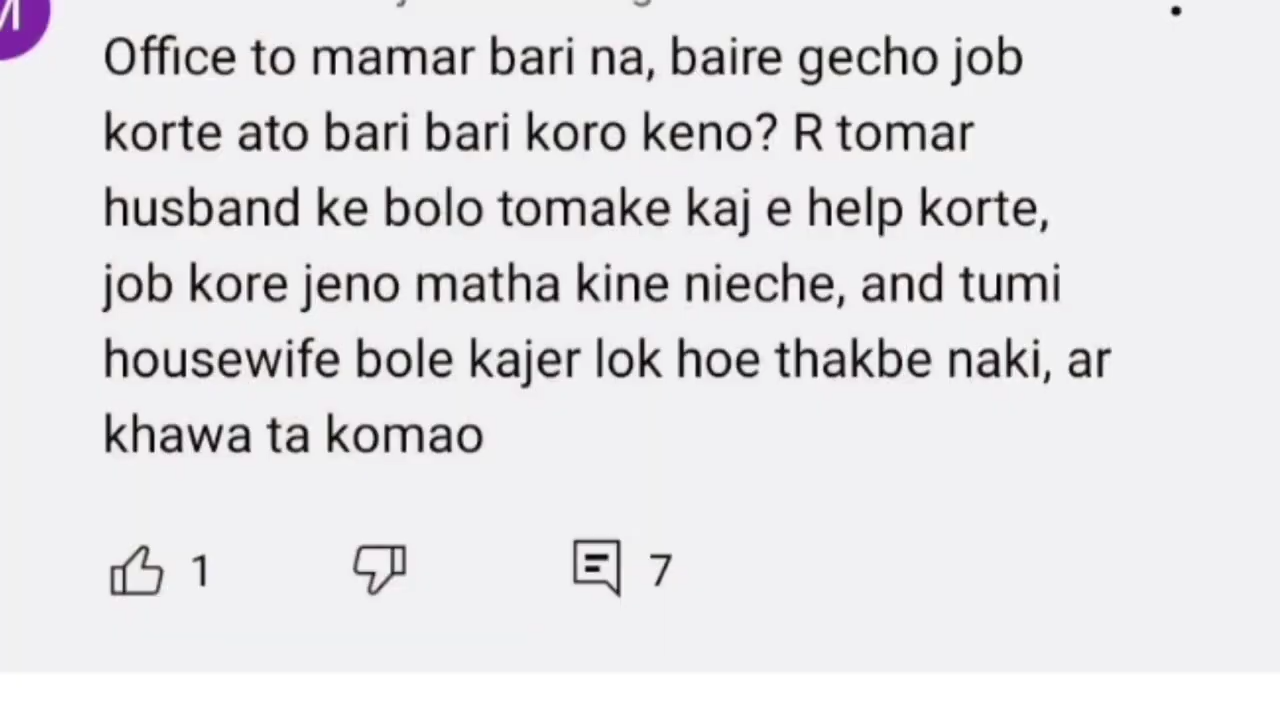 Office to mamar bari na, baire gecho job
korte ato bari bari koro keno? R tomar
husband ke bolo tomake kaj e help korte,
job kore jeno matha kine nieche, and tumi
housewife bole kajer lok hoe thakbe naki, ar
khawa ta komao
1
7